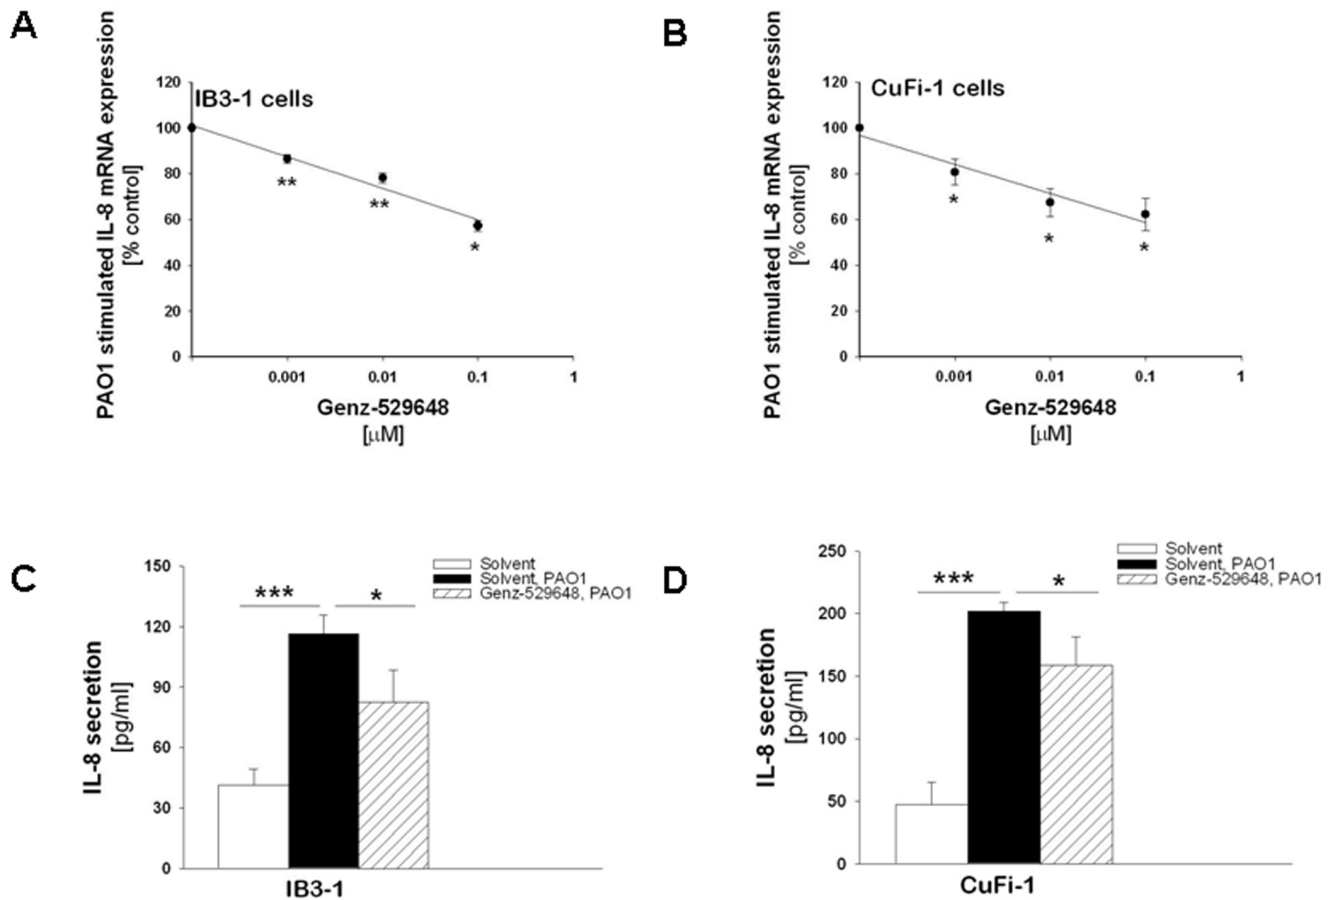 A
PAO1 stimulated IL-8 mRNA expression
[% control]
120
100
80
60
40
20
0
IB3-1 cells
**
**
*
0.001
0.01
0.1
1
Genz-529648
[μM]
B
PAO1 stimulated IL-8 mRNA expression
[% control]
120
100
80
60
40
20
0
CuFi-1 cells
*
*
*
0.001
0.01
0.1
1
Genz-529648
[μM]
C
IL-8 secretion
[pg/ml]
150
120
90
60
30
0
Solvent
Solvent, PAO1
Genz-529648, PAO1
***
*
IB3-1
D
IL-8 secretion
[pg/ml]
250
200
150
100
50
0
Solvent
Solvent, PAO1
Genz-529648, PAO1
***
*
CuFi-1